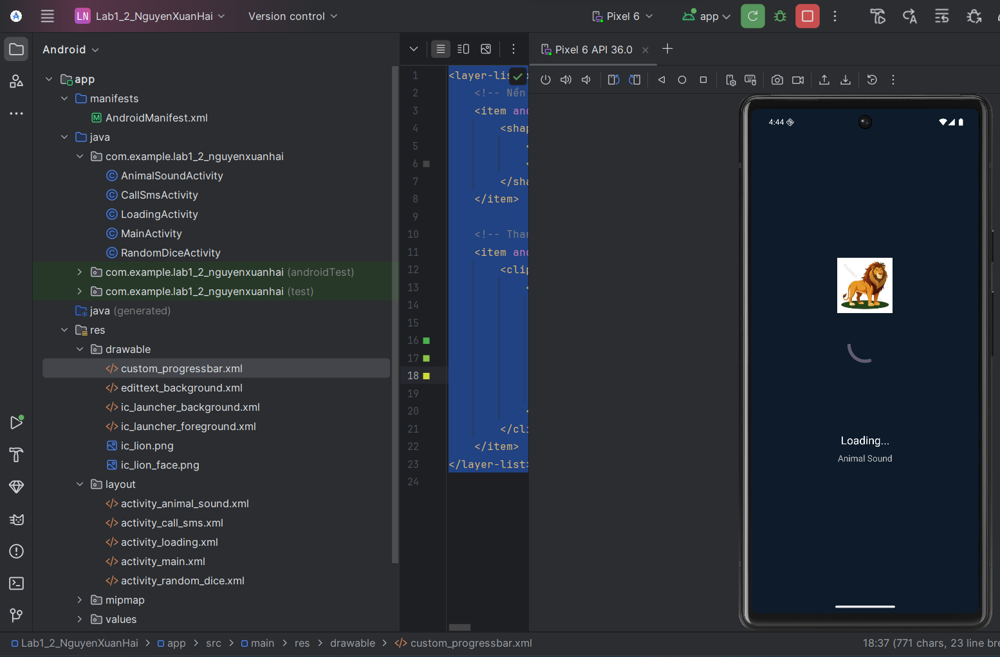 LN Lab1_2_NguyenXuanHai Version control Pixel 6 app
Android
Pixel 6 API 36.0
app
manifests
AndroidManifest.xml
java
com.example.lab1_2_nguyenxuanhai
AnimalSoundActivity
CallSmsActivity
LoadingActivity
MainActivity
RandomDiceActivity
com.example.lab1_2_nguyenxuanhai (androidTest)
com.example.lab1_2_nguyenxuanhai (test)
java (generated)
res
drawable
custom_progressbar.xml
edittext_background.xml
ic_launcher_background.xml
ic_launcher_foreground.xml
ic_lion.png
ic_lion_face.png
layout
activity_animal_sound.xml
activity_call_sms.xml
activity_loading.xml
activity_main.xml
activity_random_dice.xml
mipmap
values
1 <layer-lis
2 <!-- Nền
3 <item and
4 <shap
5 <
6 <
7 </sha
8 </item>
9
10 <!-- Than
11 <item and
12 <clip
13 <
14
15
16
17
18
19
20 <
21 </cli
22 </item>
23 </layer-list>
24
4:44
Loading...
Animal Sound
Lab1_2_NguyenXuanHai > app > src > main > res > drawable > custom_progressbar.xml
18:37 (771 chars, 23 line bre